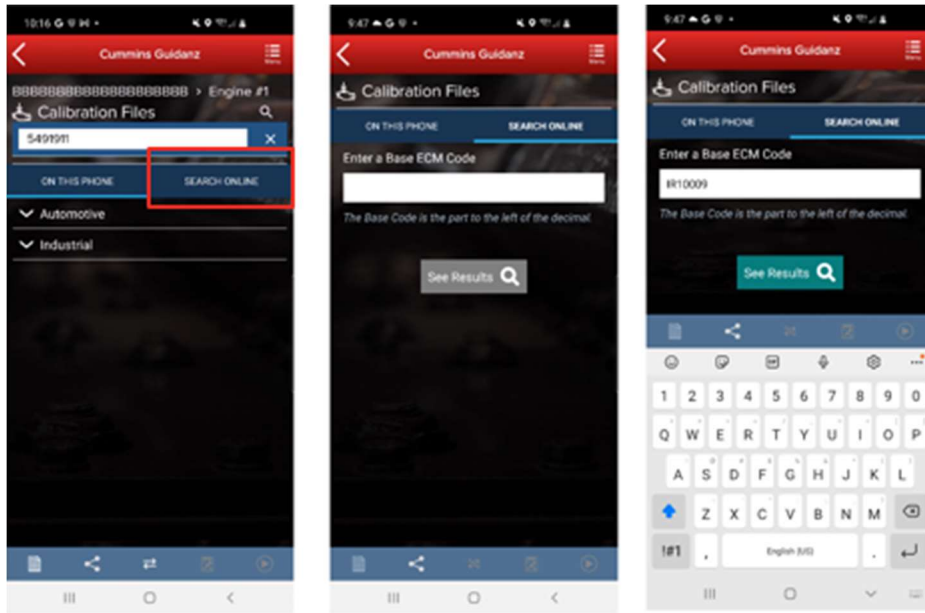 10:16
Cummins Guidanz
Menu
BBBBBBBBBBBBBBBBBBBB > Engine #1
Calibration Files
5491911
ON THIS PHONE
SEARCH ONLINE
Automotive
Industrial
9:47
Cummins Guidanz
Menu
Calibration Files
ON THIS PHONE
SEARCH ONLINE
Enter a Base ECM Code
The Base Code is the part to the left of the decimal.
See Results
9:47
Cummins Guidanz
Menu
Calibration Files
ON THIS PHONE
SEARCH ONLINE
Enter a Base ECM Code
IR10009
The Base Code is the part to the left of the decimal.
See Results
1 2 3 4 5 6 7 8 9 0
Q W E R T Y U I O P
A S D F G H J K L
Z X C V B N M
!#1 , English (US) .